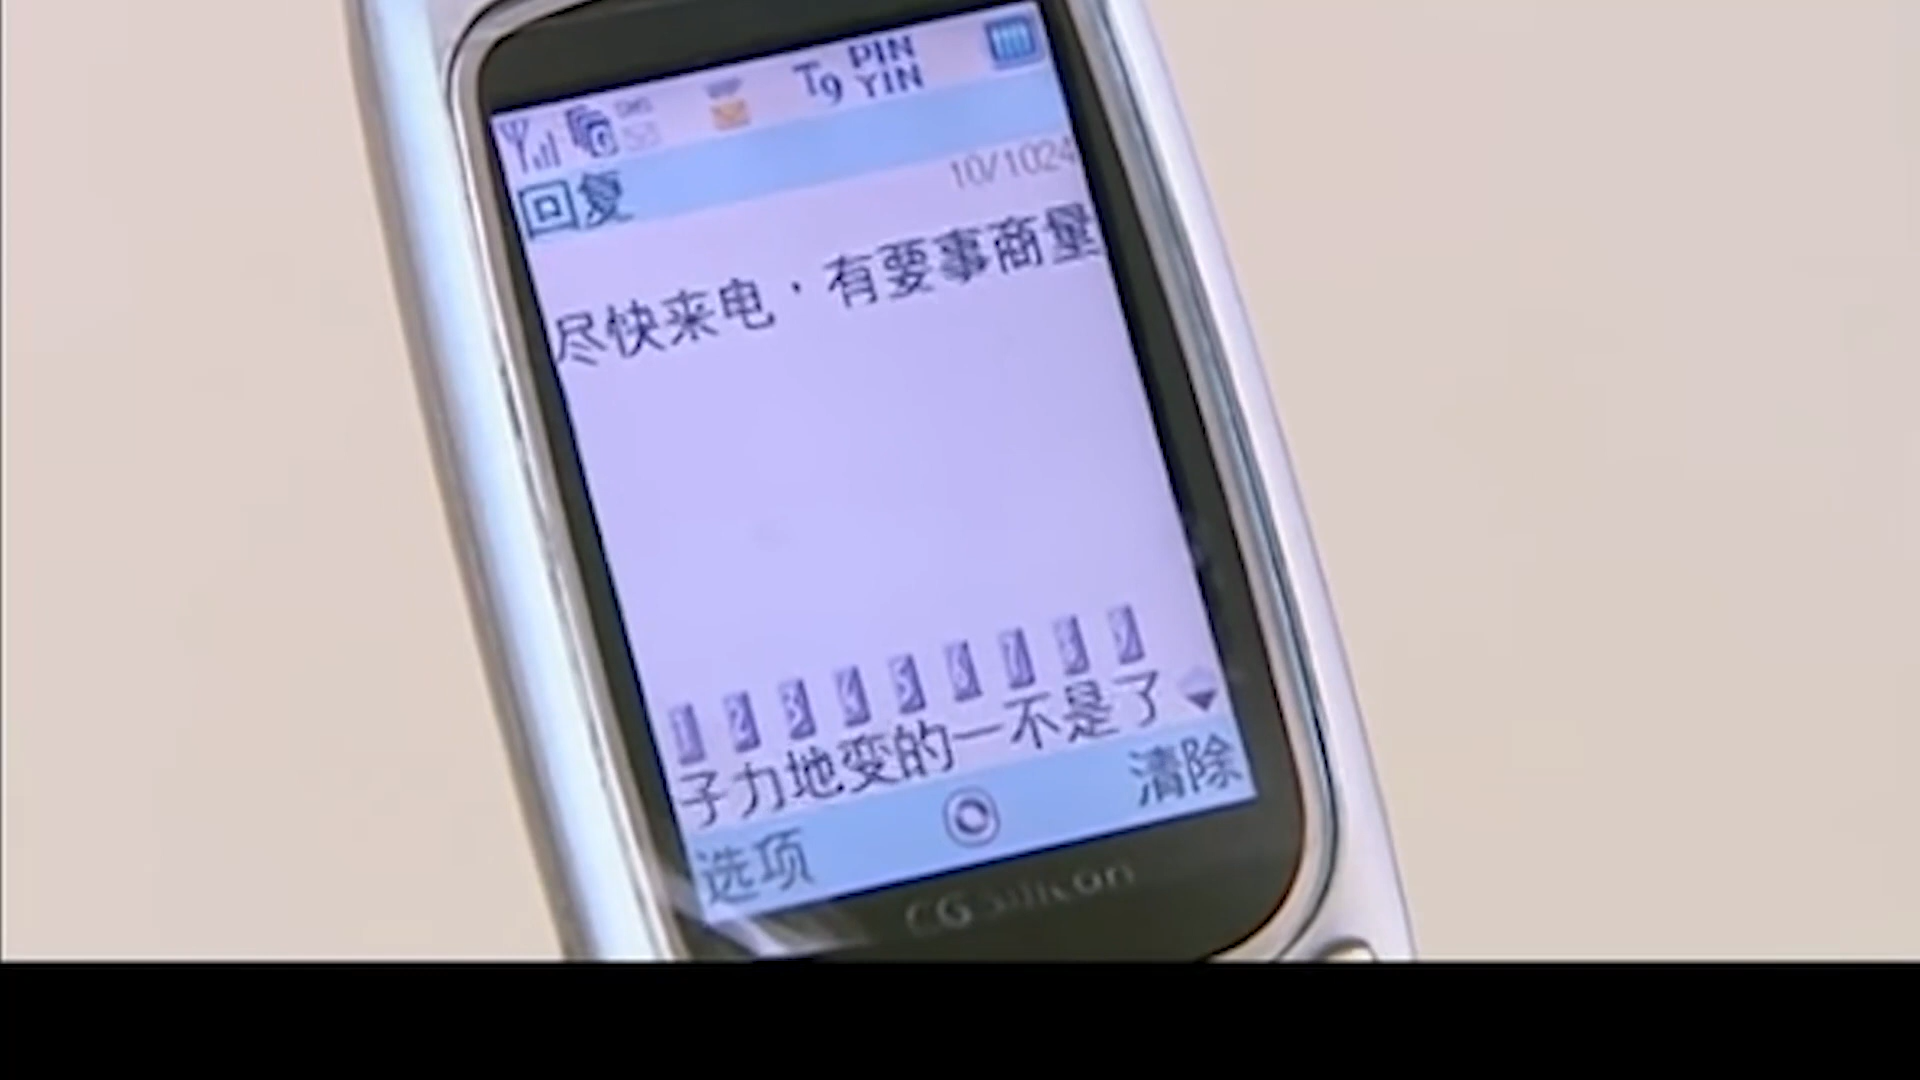 T9 PIN YIN
回复
10/1024
尽快来电，有要事商量
1 2 3 4 5 6 7 8 9
子力地变的一不是了
选项 清除
CG Silicon